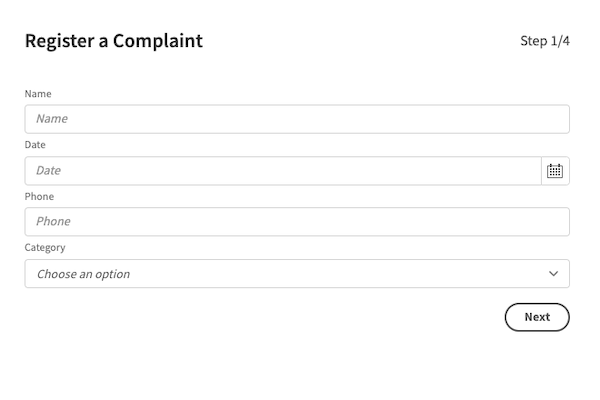 Register a Complaint
Step 1/4
Name
Name
Date
Date
Phone
Phone
Category
Choose an option
Next